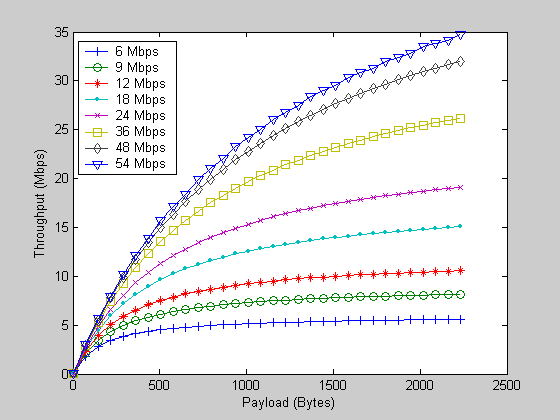 35
30
25
20
15
10
5
0
Throughput (Mbps)
6 Mbps
9 Mbps
12 Mbps
18 Mbps
24 Mbps
36 Mbps
48 Mbps
54 Mbps
0
500
1000
1500
2000
2500
Payload (Bytes)